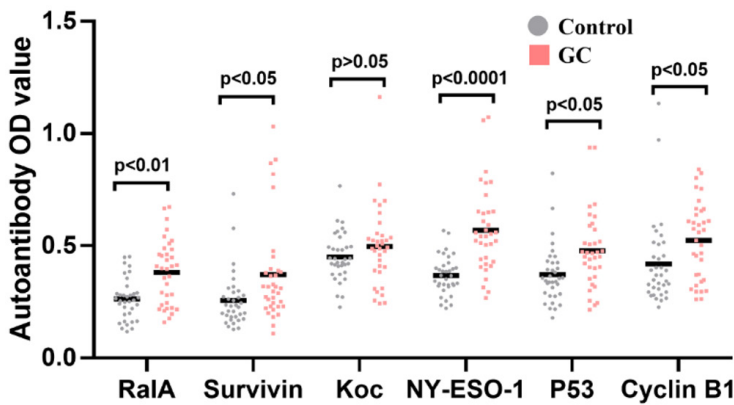 1.5
1.0
0.5
0.0
Autoantibody OD value
Control
GC
p<0.01
p<0.05
p>0.05
p<0.0001
p<0.05
p<0.05
RalA Survivin Koc NY-ESO-1 P53 Cyclin B1